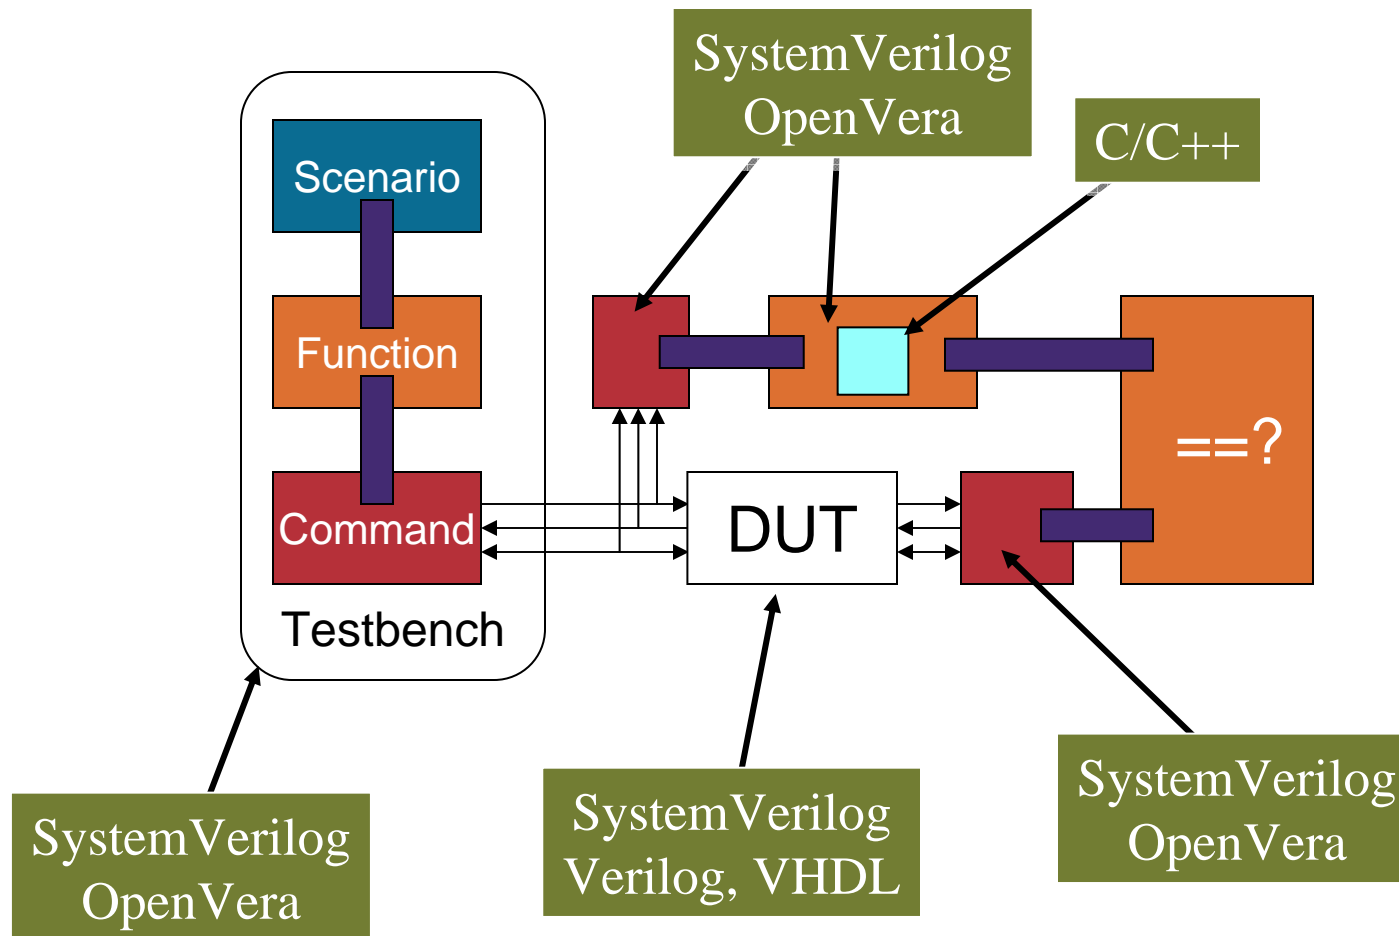 SystemVerilog
OpenVera
C/C++
Scenario
Function
==?
Command
DUT
Testbench
SystemVerilog
OpenVera
SystemVerilog
Verilog, VHDL
SystemVerilog
OpenVera